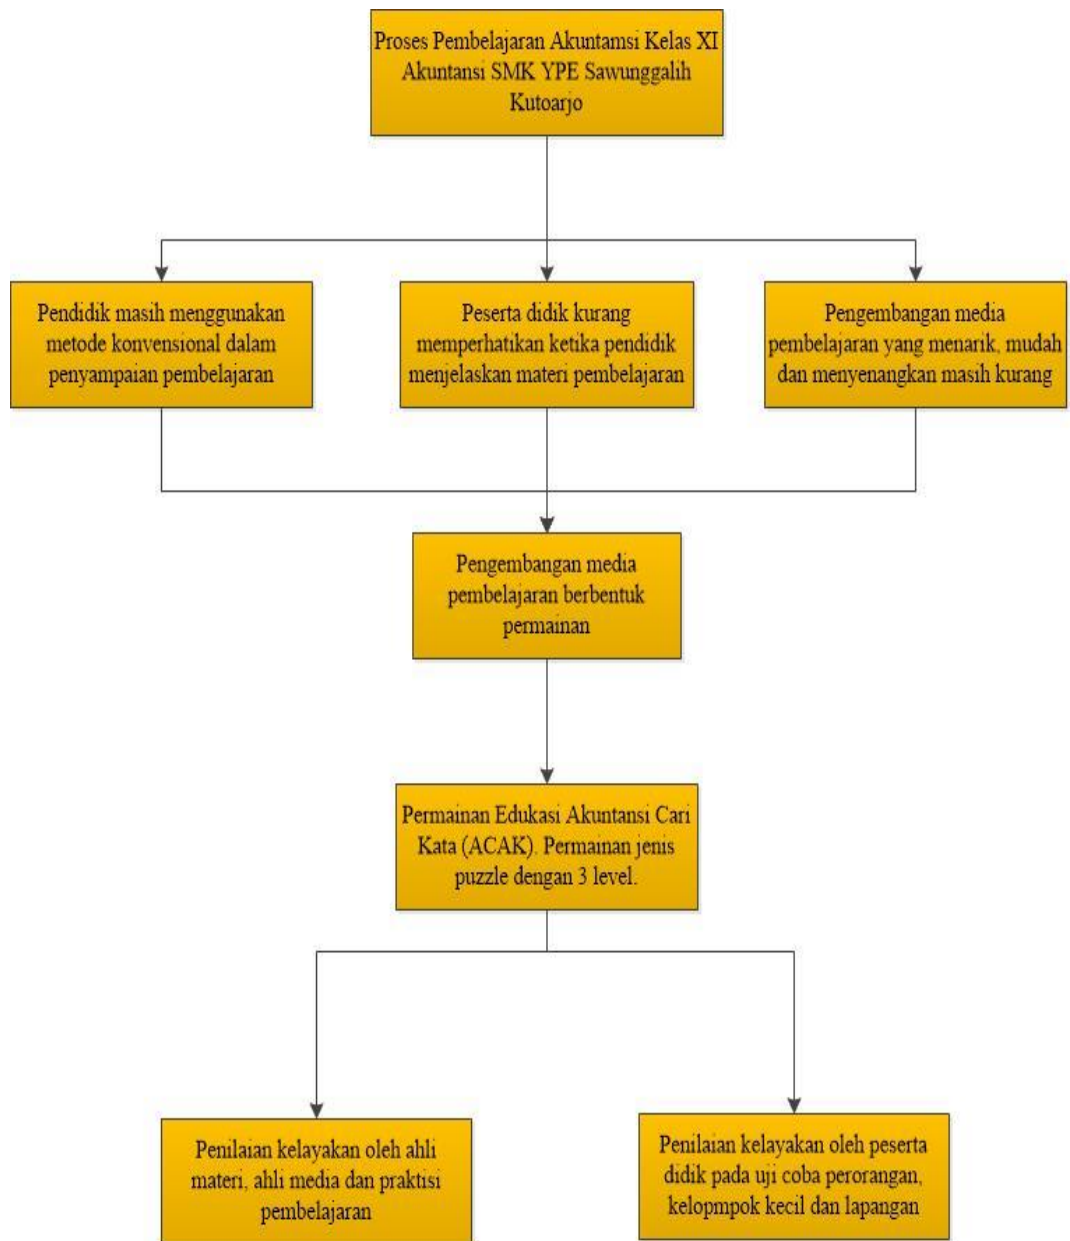 Proses Pembelajaran Akuntamsi Kelas XI
Akuntansi SMK YPE Sawunggalih
Kutoarjo
Pendidik masih menggunakan
metode konvensional dalam
penyampaian pembelajaran
Peserta didik kurang
memperhatikan ketika pendidik
menjelaskan materi pembelajaran
Pengembangan media
pembelajaran yang menarik, mudah
dan menyenangkan masih kurang
Pengembangan media
pembelajaran berbentuk
permainan
Permainan Edukasi Akuntansi Cari
Kata (ACAK). Permainan jenis
puzzle dengan 3 level.
Penilaian kelayakan oleh ahli
materi, ahli media dan praktisi
pembelajaran
Penilaian kelayakan oleh peserta
didik pada uji coba perorangan,
kelopmpok kecil dan lapangan